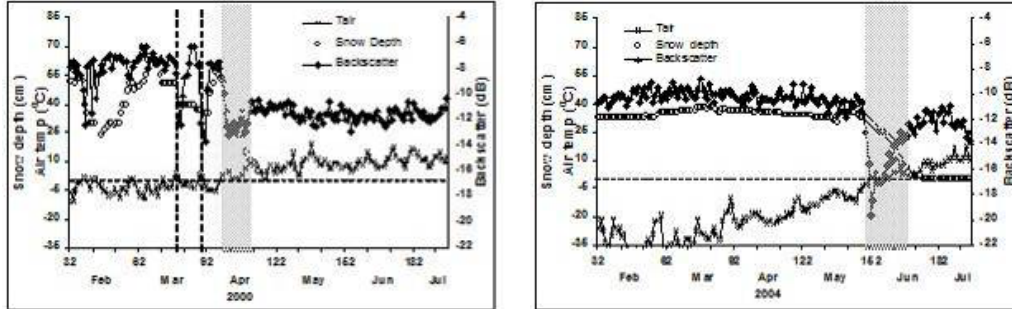 85
70
55
40
25
10
-5
-20
-35
Snow depth (cm)
Air temp (°C)
Tair
Snow Depth
Backscatter
-4
-6
-8
-10
-12
-14
-16
-18
-20
-22
Backscatter (dB)
32 62 92 122 152 182
Feb Mar Apr May Jun Jul
2000
85
70
55
40
25
10
-5
-20
-35
Snow depth (cm)
Air temp (°C)
Tair
Snow depth
Backscatter
-4
-6
-8
-10
-12
-14
-16
-18
-20
-22
Backscatter (dB)
32 62 92 122 152 182
Feb Mar Apr May Jun Jul
2004